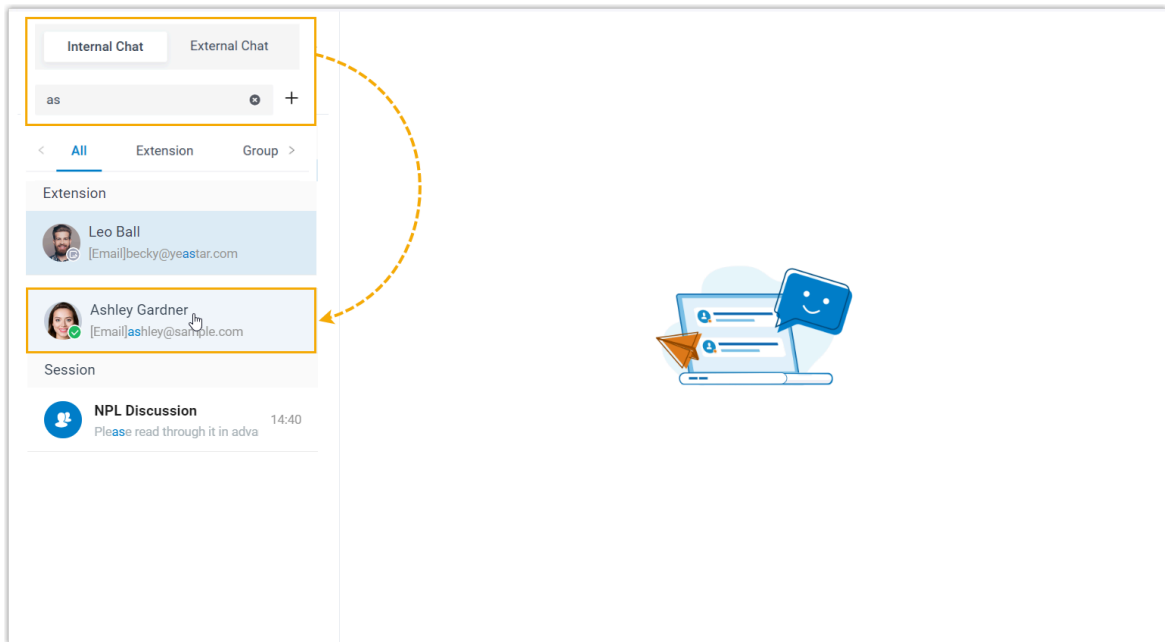 Internal Chat External Chat
as
All Extension Group
Extension
Leo Ball
[Email]becky@yeastar.com
Ashley Gardner
[Email]ashley@sample.com
Session
NPL Discussion 14:40
Please read through it in adva